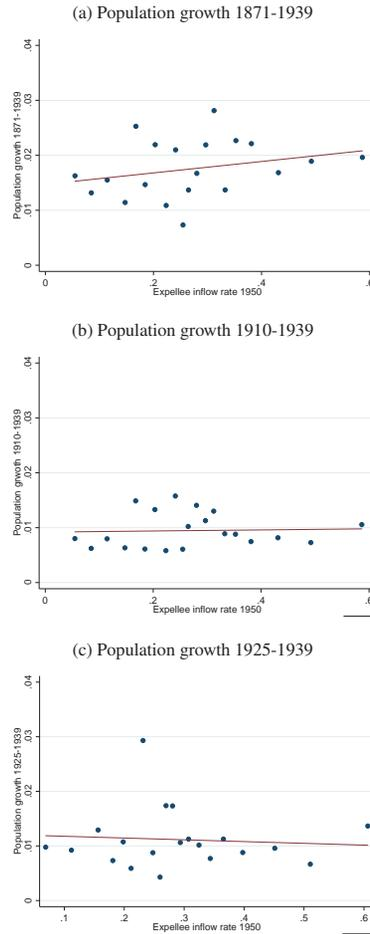 (a) Population growth 1871-1939
Population growth 1871-1939
.04
.03
.02
.01
0
0 .2 .4 .6
Expellee inflow rate 1950
(b) Population growth 1910-1939
Population growth 1910-1939
.04
.03
.02
.01
0
0 .2 .4 .6
Expellee inflow rate 1950
(c) Population growth 1925-1939
Population growth 1925-1939
.04
.03
.02
.01
0
.1 .2 .3 .4 .5 .6
Expellee inflow rate 1950